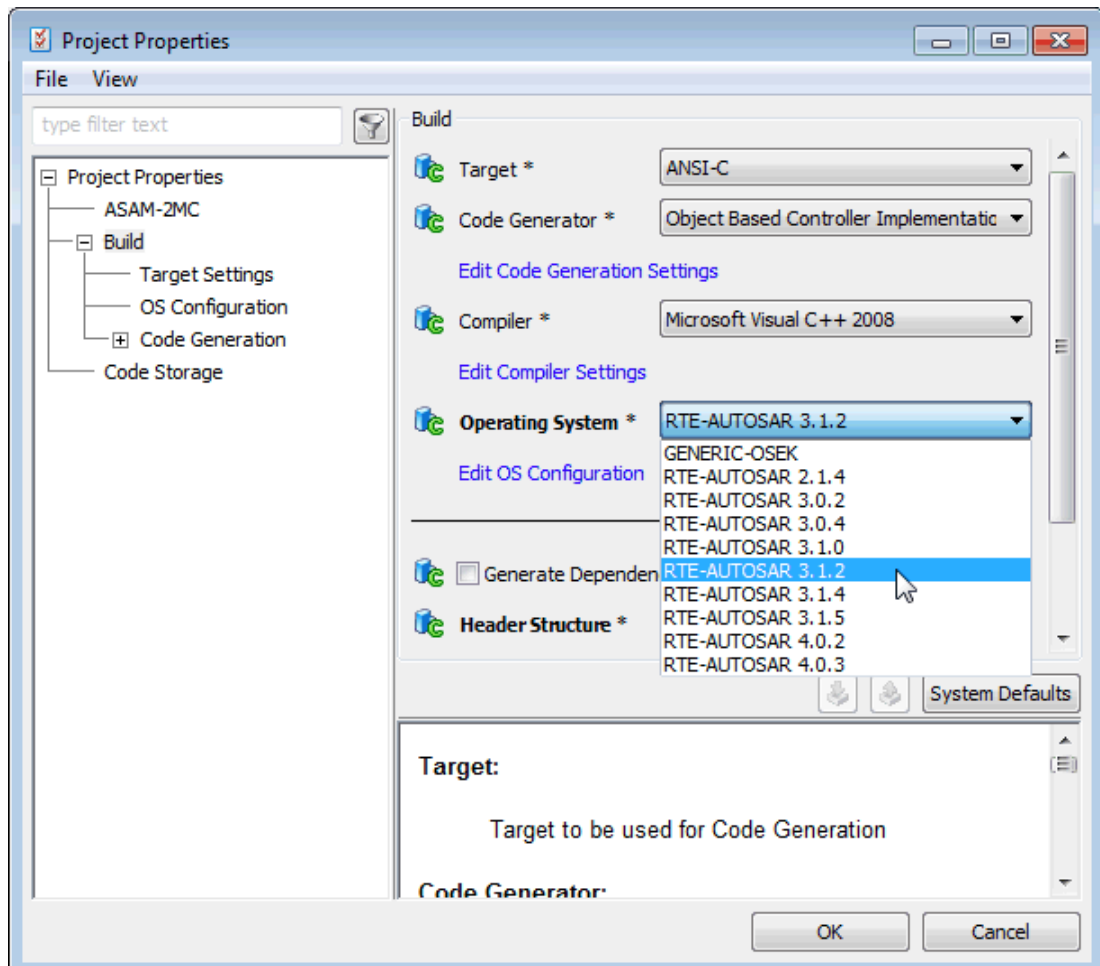 Project Properties
File View
type filter text
Project Properties
ASAM-2MC
Build
Target Settings
OS Configuration
Code Generation
Code Storage
Build
Target * ANSI-C
Code Generator * Object Based Controller Implementatic
Edit Code Generation Settings
Compiler * Microsoft Visual C++ 2008
Edit Compiler Settings
Operating System * RTE-AUTOSAR 3.1.2
GENERIC-OSEK
Edit OS Configuration
RTE-AUTOSAR 2.1.4
RTE-AUTOSAR 3.0.2
RTE-AUTOSAR 3.0.4
RTE-AUTOSAR 3.1.0
Generate Dependen
RTE-AUTOSAR 3.1.2
RTE-AUTOSAR 3.1.4
Header Structure *
RTE-AUTOSAR 3.1.5
RTE-AUTOSAR 4.0.2
RTE-AUTOSAR 4.0.3
System Defaults
Target:
Target to be used for Code Generation
Code Generator:
OK Cancel